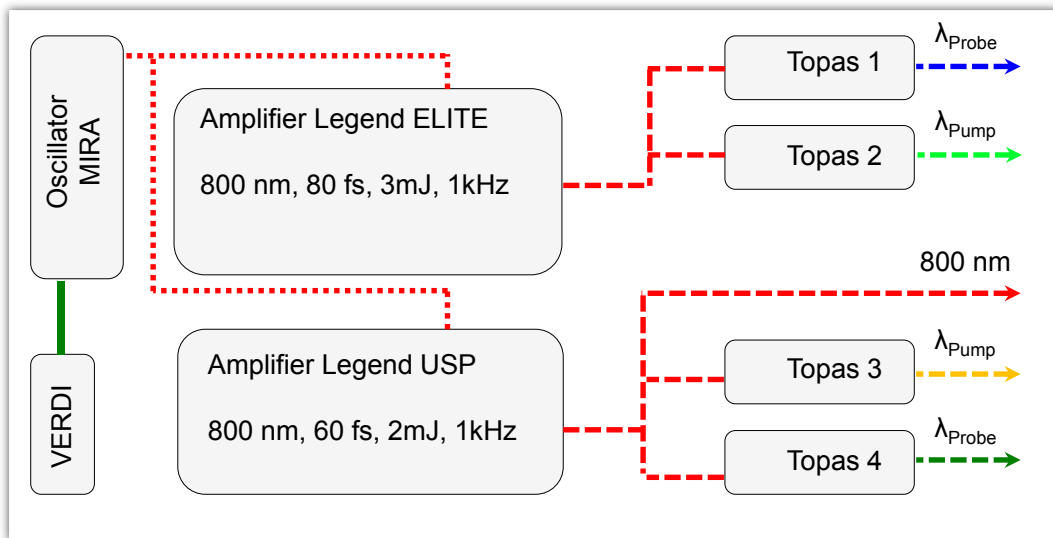 Oscillator
MIRA
VERDI
Amplifier Legend ELITE
800 nm, 80 fs, 3mJ, 1kHz
Amplifier Legend USP
800 nm, 60 fs, 2mJ, 1kHz
Topas 1
λProbe
Topas 2
λPump
800 nm
Topas 3
λPump
Topas 4
λProbe